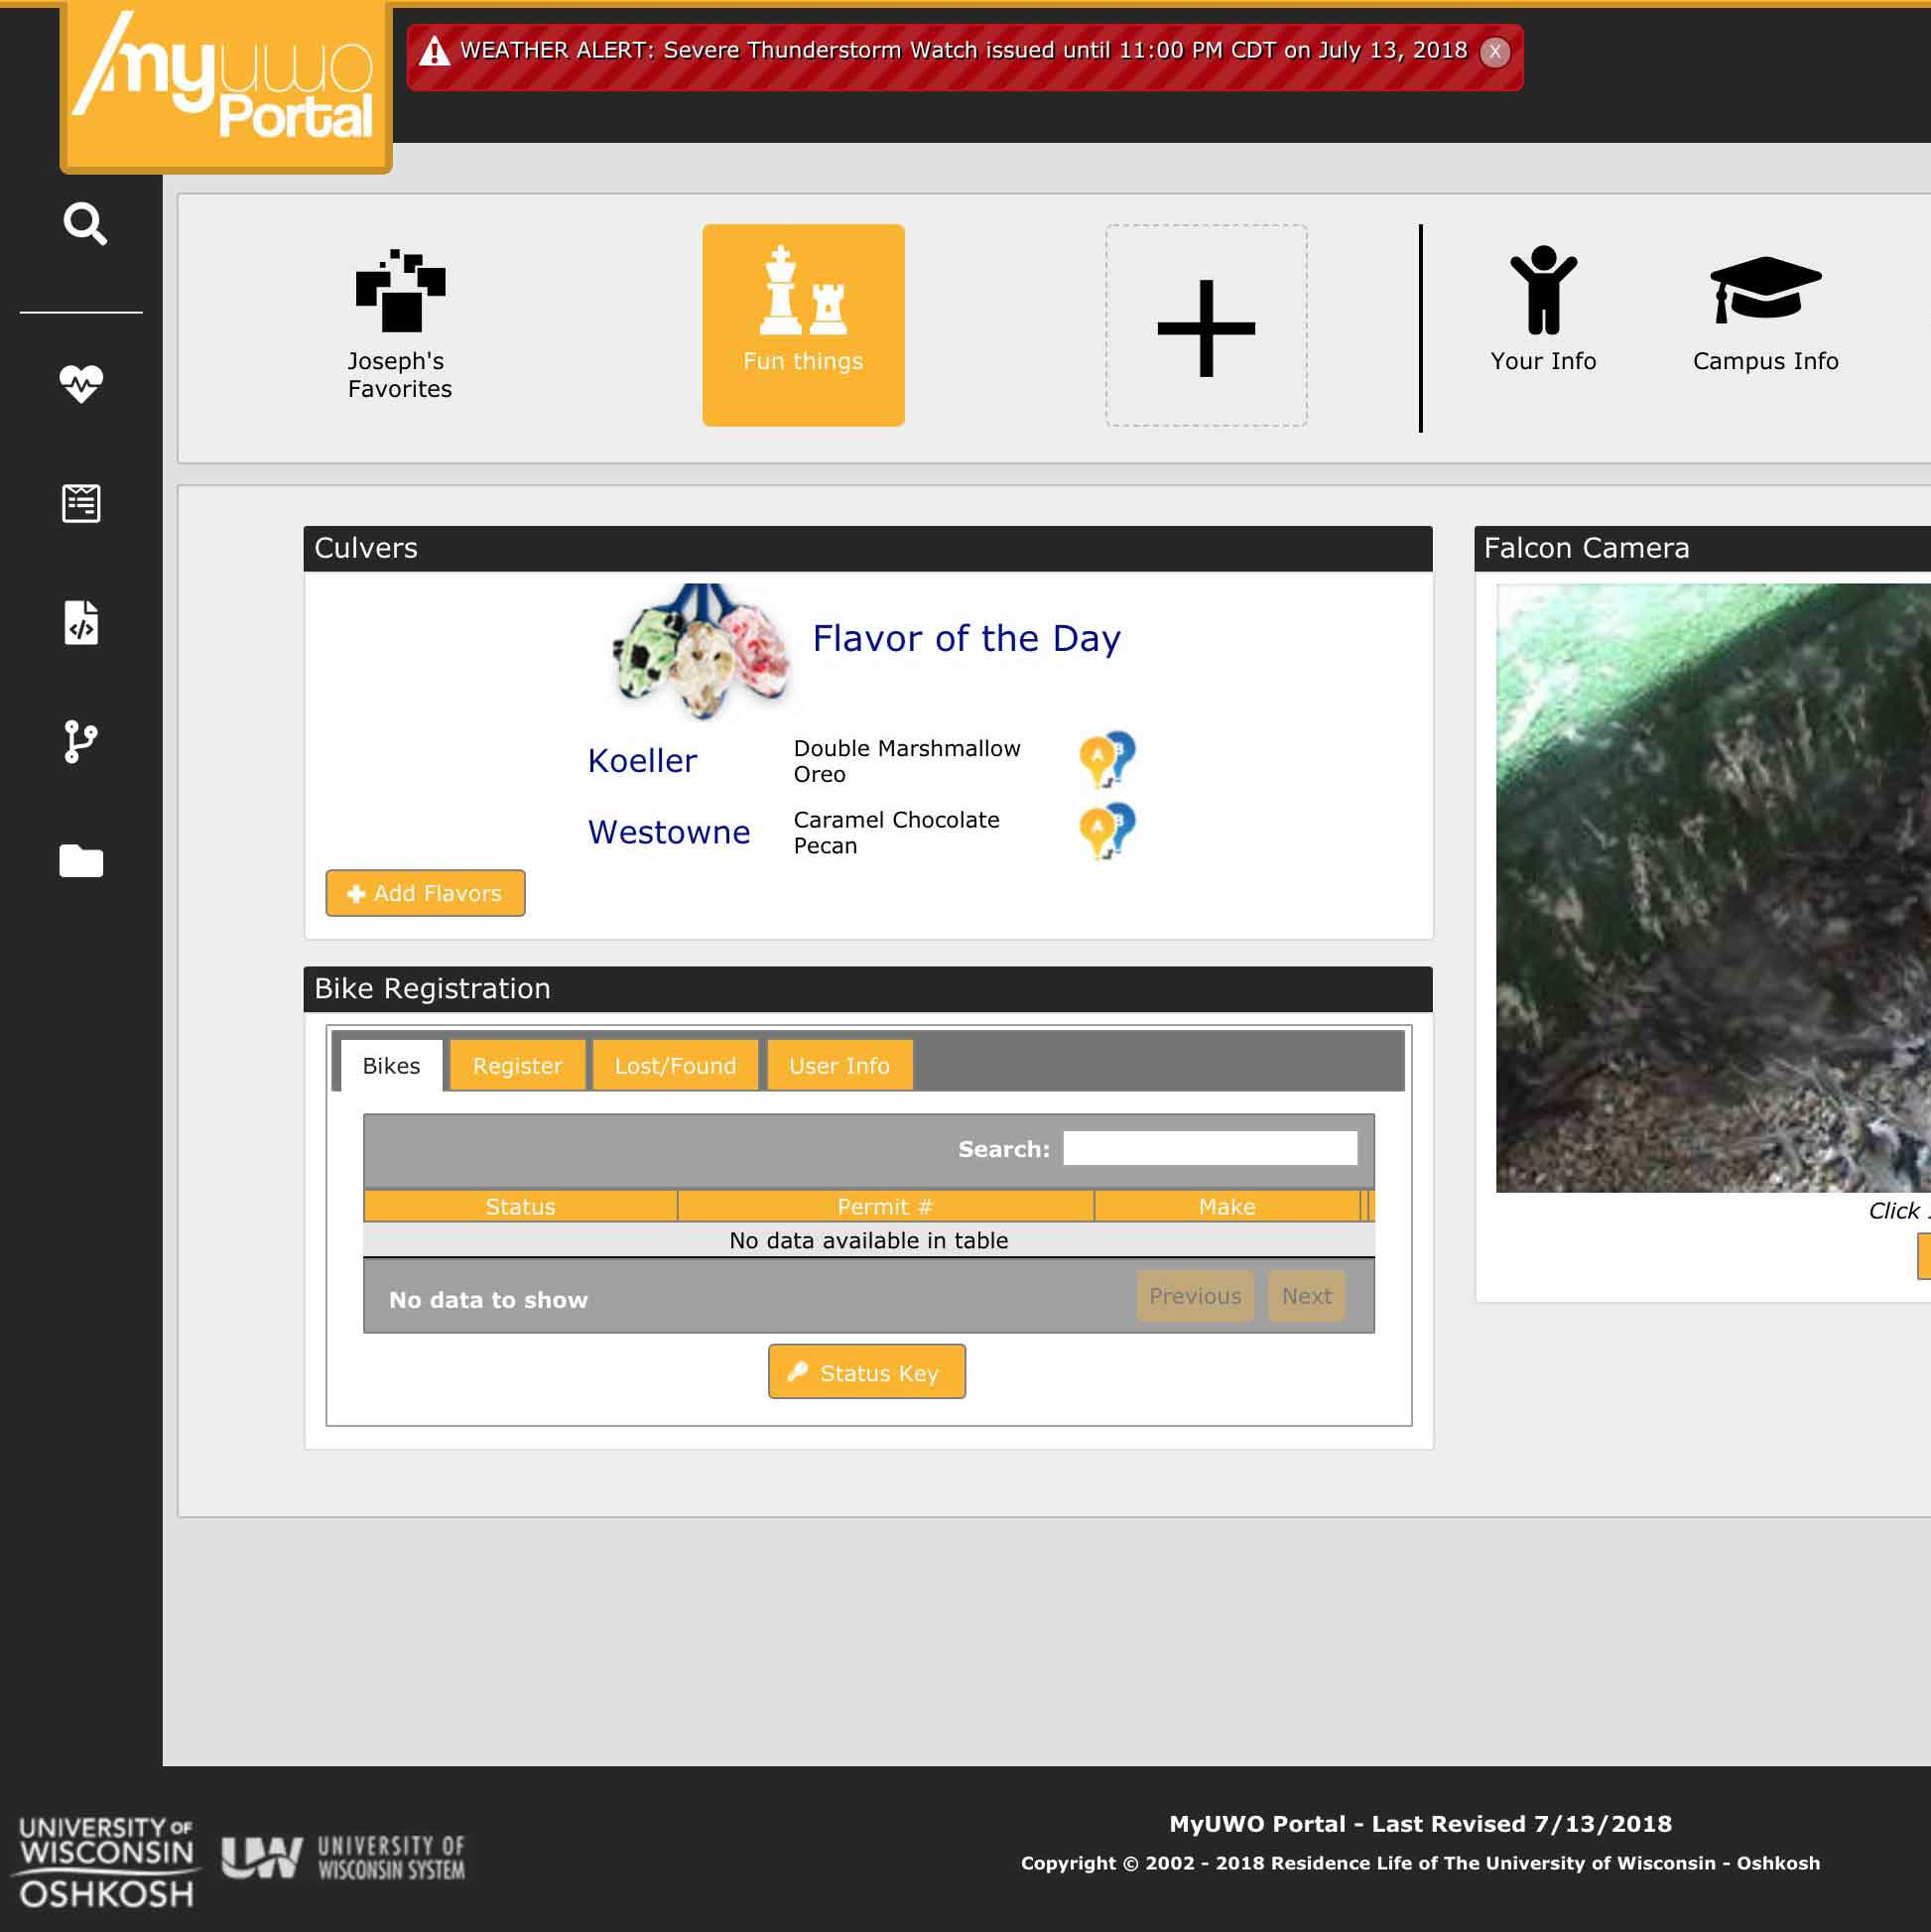 myuwo
Portal
WEATHER ALERT: Severe Thunderstorm Watch issued until 11:00 PM CDT on July 13, 2018 X
Joseph's
Favorites
Fun things
Your Info
Campus Info
Culvers
Flavor of the Day
Koeller
Double Marshmallow
Oreo
A B
Westowne
Caramel Chocolate
Pecan
A B
Add Flavors
Falcon Camera
Click
Bike Registration
Bikes Register Lost/Found User Info
Search:
Status Permit # Make
No data available in table
No data to show
Previous Next
Status Key
UNIVERSITY OF
WISCONSIN
OSHKOSH
UW
UNIVERSITY OF
WISCONSIN SYSTEM
MyUWO Portal - Last Revised 7/13/2018
Copyright © 2002 - 2018 Residence Life of The University of Wisconsin - Oshkosh